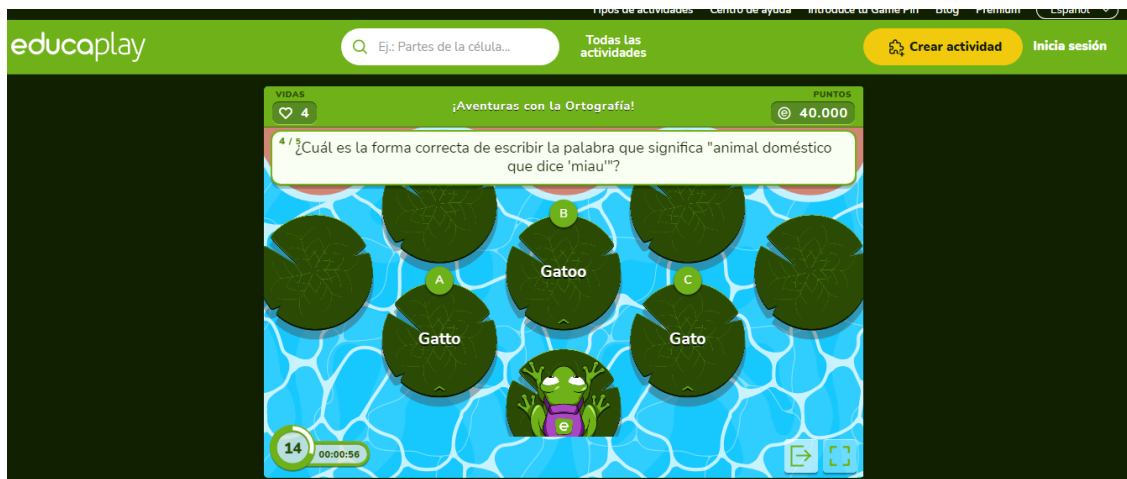 Tipos de actividades Centro de ayuda Introduce tu Game Pin Blog Premium Español
educaplay
Ej.: Partes de la célula...
Todas las
actividades
Crear actividad
Inicia sesión
VIDAS
4
¡Aventuras con la Ortografía!
PUNTOS
40.000
4 / 5
¿Cuál es la forma correcta de escribir la palabra que significa "animal doméstico
que dice 'miau'"?
B
Gatoo
A
Gatto
C
Gato
e
14
00:00:56